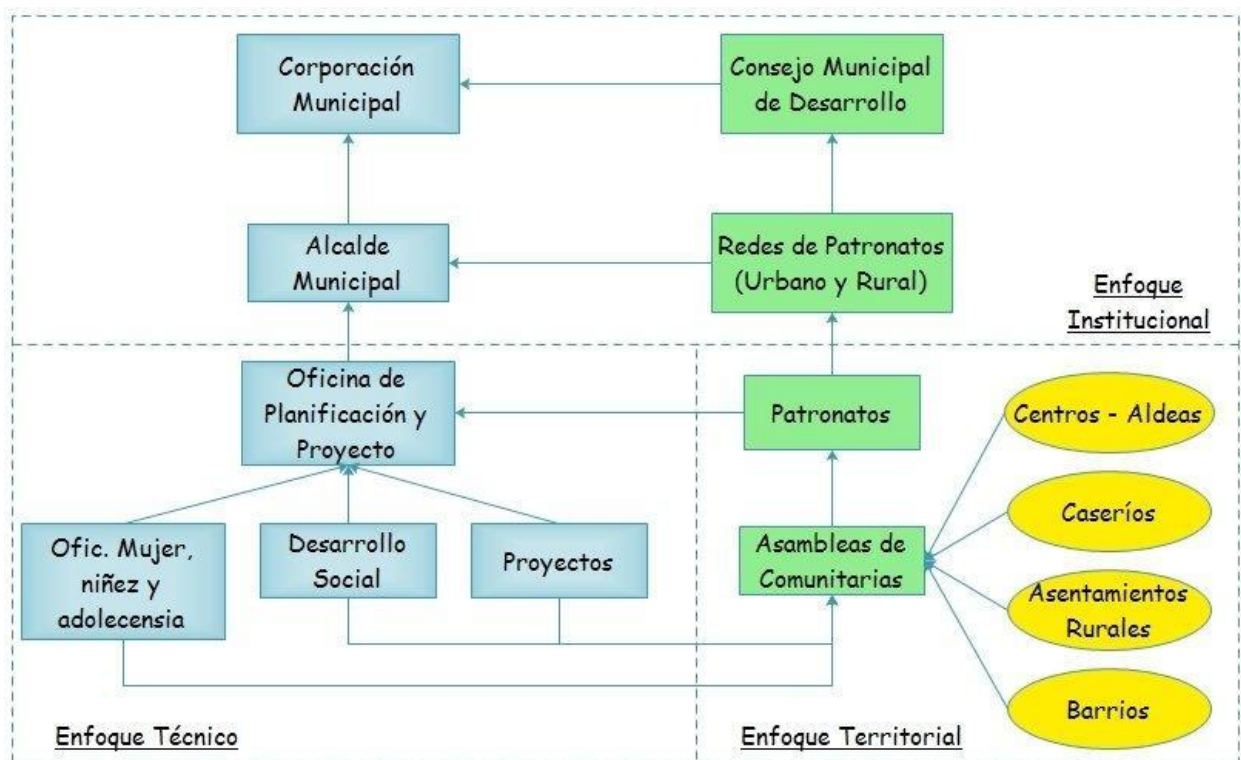 Corporación
Municipal
Consejo Municipal
de Desarrollo
Alcalde
Municipal
Redes de Patronatos
(Urbano y Rural)
Enfoque
Institucional
Oficina de
Planificación y
Proyecto
Patronatos
Centros - Aldeas
Caseríos
Ofic. Mujer,
niñez y
adolecensia
Desarrollo
Social
Proyectos
Asambleas de
Comunitarias
Asentamientos
Rurales
Barrios
Enfoque Técnico
Enfoque Territorial